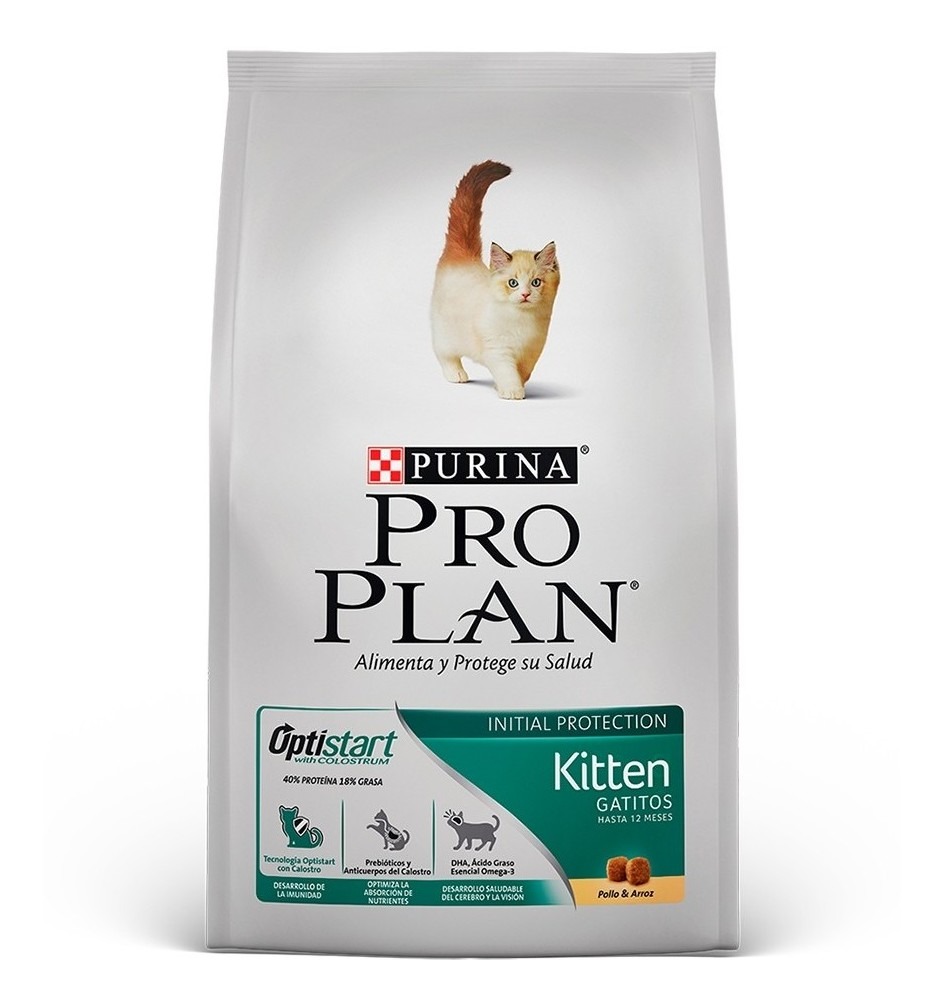 PURINA®
PRO
PLAN®
Alimenta y Protege su Salud
INITIAL PROTECTION
Optistart
with COLOSTRUM
40% PROTEÍNA 18% GRASA
Kitten
GATITOS
HASTA 12 MESES
Tecnología Optistart
con Calostro
DESARROLLO DE
LA IMUNIDAD
Prebióticos y
Anticuerpos del Calostro
OPTIMIZA LA
ABSORCIÓN DE
NUTRIENTES
DHA, Ácido Graso
Esencial Omega-3
DESARROLLO SALUDABLE
DEL CEREBRO Y LA VISIÓN
Pollo & Arroz